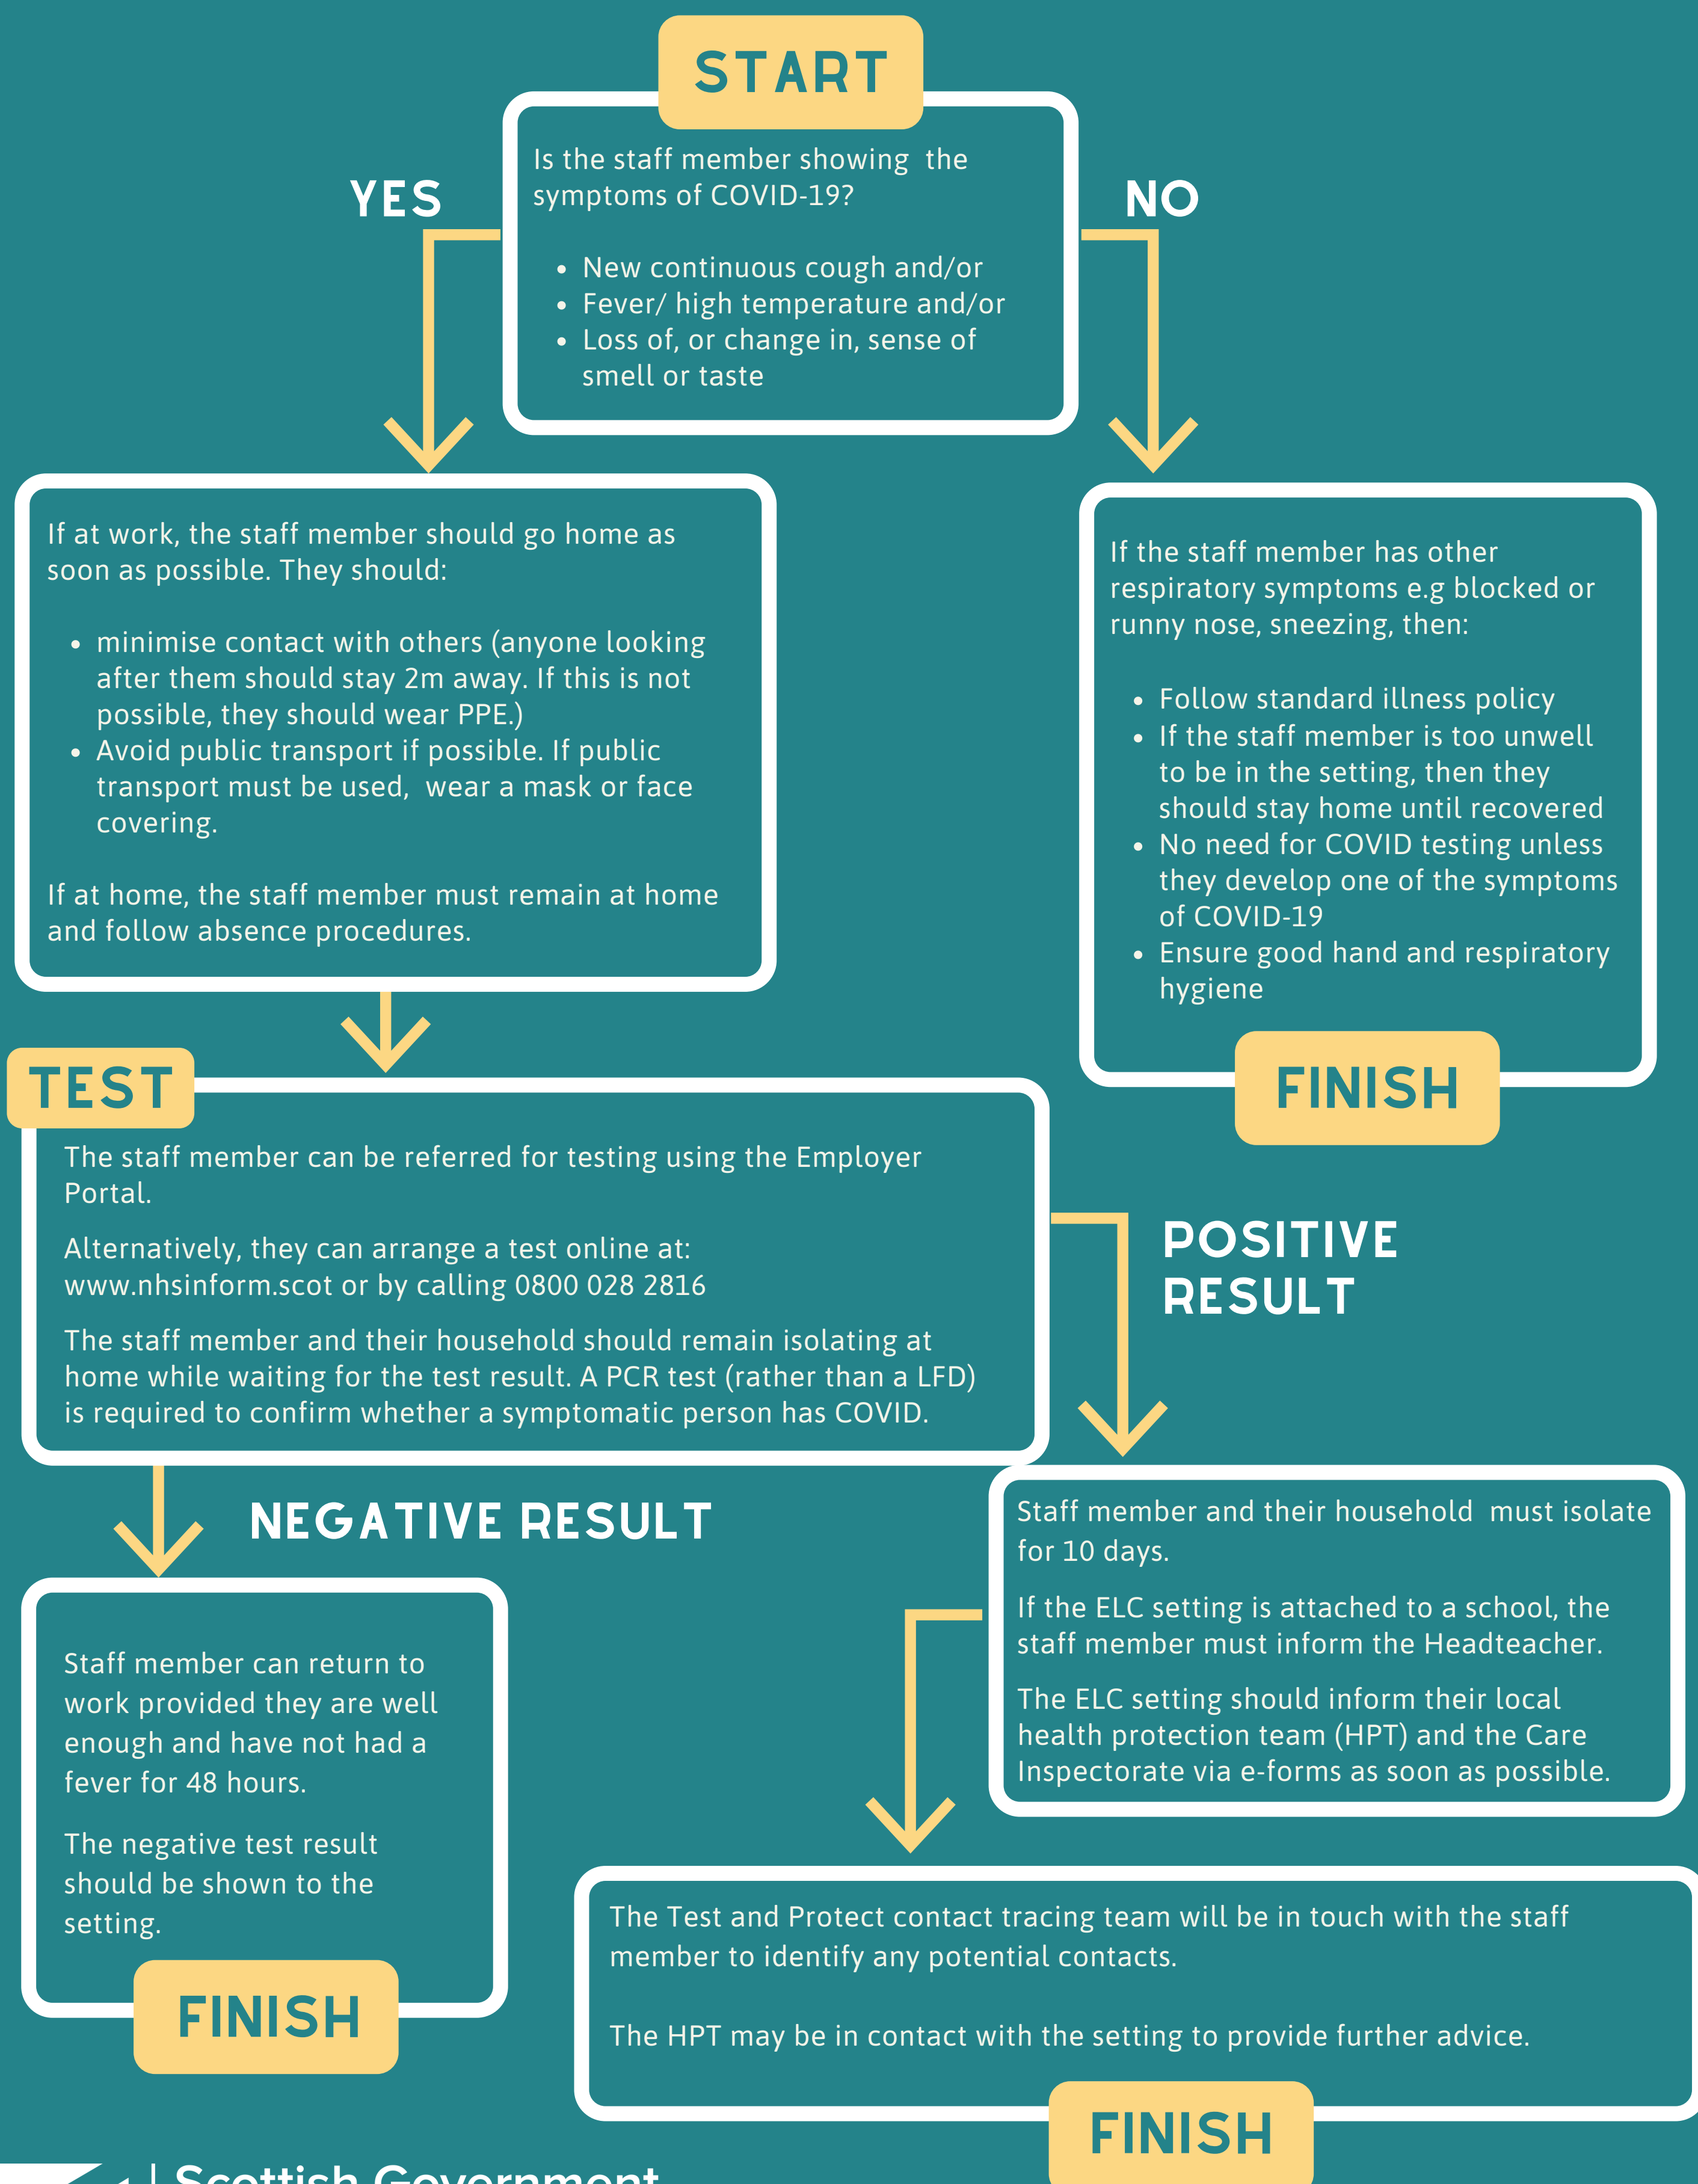 START
Is the staff member showing  the
symptoms of COVID-19?
• New continuous cough and/or
• Fever/ high temperature and/or
• Loss of, or change in, sense of
smell or taste
YES
NO
If at work, the staff member should go home as
soon as possible. They should:
• minimise contact with others (anyone looking
after them should stay 2m away. If this is not
possible, they should wear PPE.)
• Avoid public transport if possible. If public
transport must be used,  wear a mask or face
covering.
If at home, the staff member must remain at home
and follow absence procedures.
If the staff member has other
respiratory symptoms e.g blocked or
runny nose, sneezing, then:
• Follow standard illness policy
• If the staff member is too unwell
to be in the setting, then they
should stay home until recovered
• No need for COVID testing unless
they develop one of the symptoms
of COVID-19
• Ensure good hand and respiratory
hygiene
FINISH
TEST
The staff member can be referred for testing using the Employer
Portal.
Alternatively, they can arrange a test online at:
www.nhsinform.scot or by calling 0800 028 2816
The staff member and their household should remain isolating at
home while waiting for the test result. A PCR test (rather than a LFD)
is required to confirm whether a symptomatic person has COVID.
POSITIVE
RESULT
NEGATIVE RESULT
Staff member and their household  must isolate
for 10 days.
If the ELC setting is attached to a school, the
staff member must inform the Headteacher.
The ELC setting should inform their local
health protection team (HPT) and the Care
Inspectorate via e-forms as soon as possible.
Staff member can return to
work provided they are well
enough and have not had a
fever for 48 hours.
The negative test result
should be shown to the
setting.
FINISH
The Test and Protect contact tracing team will be in touch with the staff
member to identify any potential contacts.
The HPT may be in contact with the setting to provide further advice.
FINISH
Scottish Government